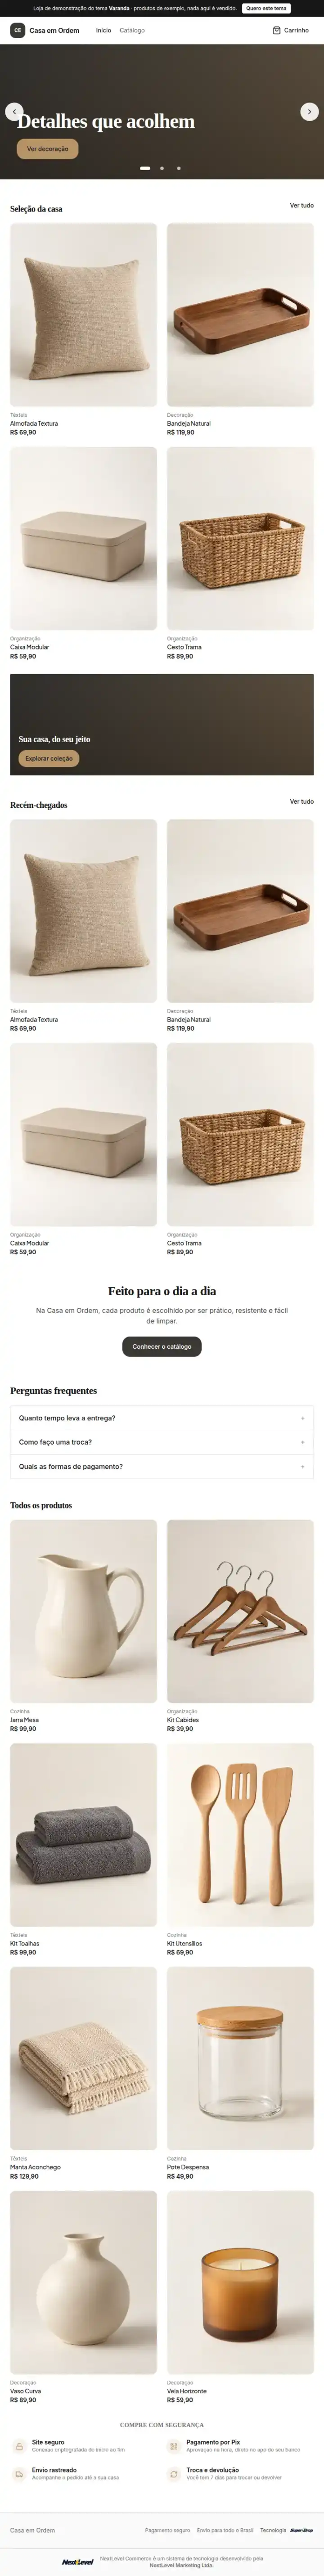 Loja de demonstração do tema Varanda · produtos de exemplo, nada aqui é vendido. Quero este tema
CE Casa em Ordem Início Catálogo Carrinho
Detalhes que acolhem
Ver decoração
Seleção da casa Ver tudo
Têxteis
Almofada Textura
R$ 69,90
Decoração
Bandeja Natural
R$ 119,90
Organização
Caixa Modular
R$ 59,90
Organização
Cesto Trama
R$ 89,90
Sua casa, do seu jeito
Explorar coleção
Recém-chegados Ver tudo
Têxteis
Almofada Textura
R$ 69,90
Decoração
Bandeja Natural
R$ 119,90
Organização
Caixa Modular
R$ 59,90
Organização
Cesto Trama
R$ 89,90
Feito para o dia a dia
Na Casa em Ordem, cada produto é escolhido por ser prático, resistente e fácil
de limpar.
Conhecer o catálogo
Perguntas frequentes
Quanto tempo leva a entrega? +
Como faço uma troca? +
Quais as formas de pagamento? +
Todos os produtos
Cozinha
Jarra Mesa
R$ 99,90
Organização
Kit Cabides
R$ 39,90
Têxteis
Kit Toalhas
R$ 99,90
Cozinha
Kit Utensílios
R$ 69,90
Têxteis
Manta Aconchego
R$ 129,90
Cozinha
Pote Despensa
R$ 49,90
Decoração
Vaso Curva
R$ 89,90
Decoração
Vela Horizonte
R$ 59,90
COMPRE COM SEGURANÇA
Site seguro
Conexão criptografada do início ao fim
Pagamento por Pix
Aprovação na hora, direto no app do seu banco
Envio rastreado
Acompanhe o pedido até a sua casa
Troca e devolução
Você tem 7 dias para trocar ou devolver
Casa em Ordem Pagamento seguro Envio para todo o Brasil Tecnologia SuperDrop
NextLevel NextLevel Commerce é um sistema de tecnologia desenvolvido pela
NextLevel Marketing Ltda.